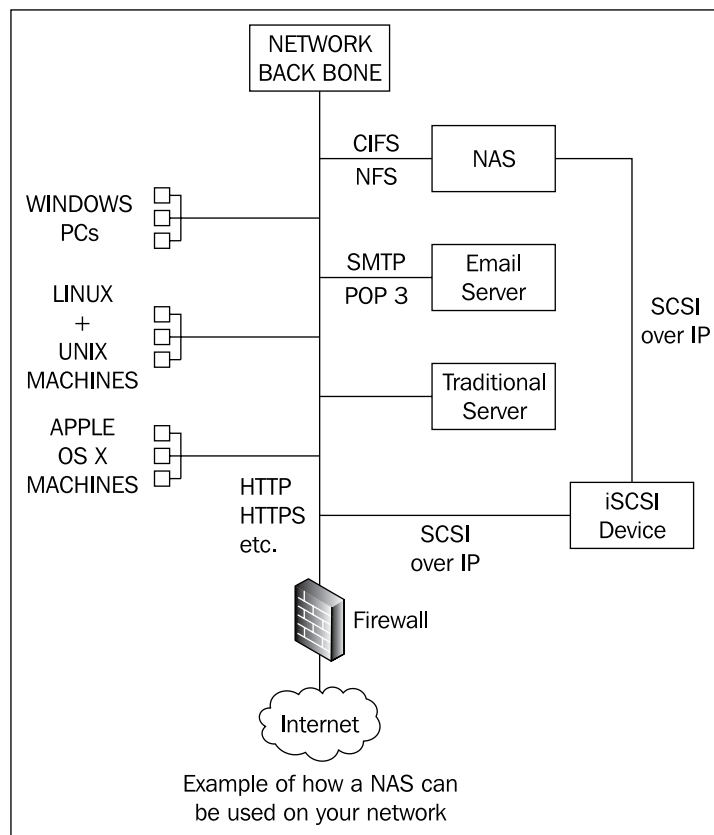 NETWORK
BACK BONE
CIFS
NFS
NAS
WINDOWS
PCs
SMTP
POP 3
Email
Server
LINUX
+
UNIX
MACHINES
SCSI
over IP
Traditional
Server
APPLE
OS X
MACHINES
HTTP
HTTPS
etc.
SCSI
over IP
iSCSI
Device
Firewall
Internet
Example of how a NAS can
be used on your network